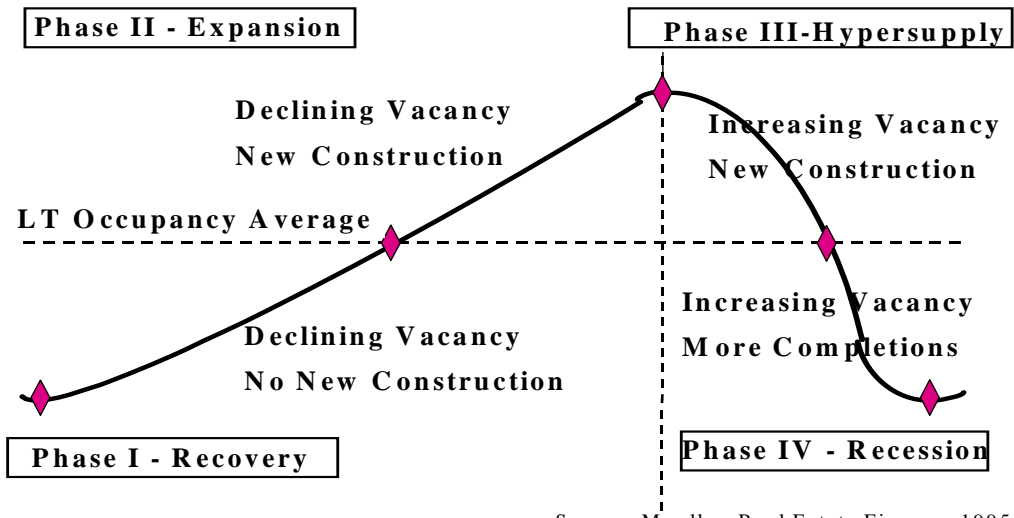 Phase II - Expansion
Phase III-Hypersupply
Declining Vacancy
New Construction
Increasing Vacancy
New Construction
LT Occupancy Average
Declining Vacancy
No New Construction
Increasing Vacancy
More Completions
Phase I - Recovery
Phase IV - Recession